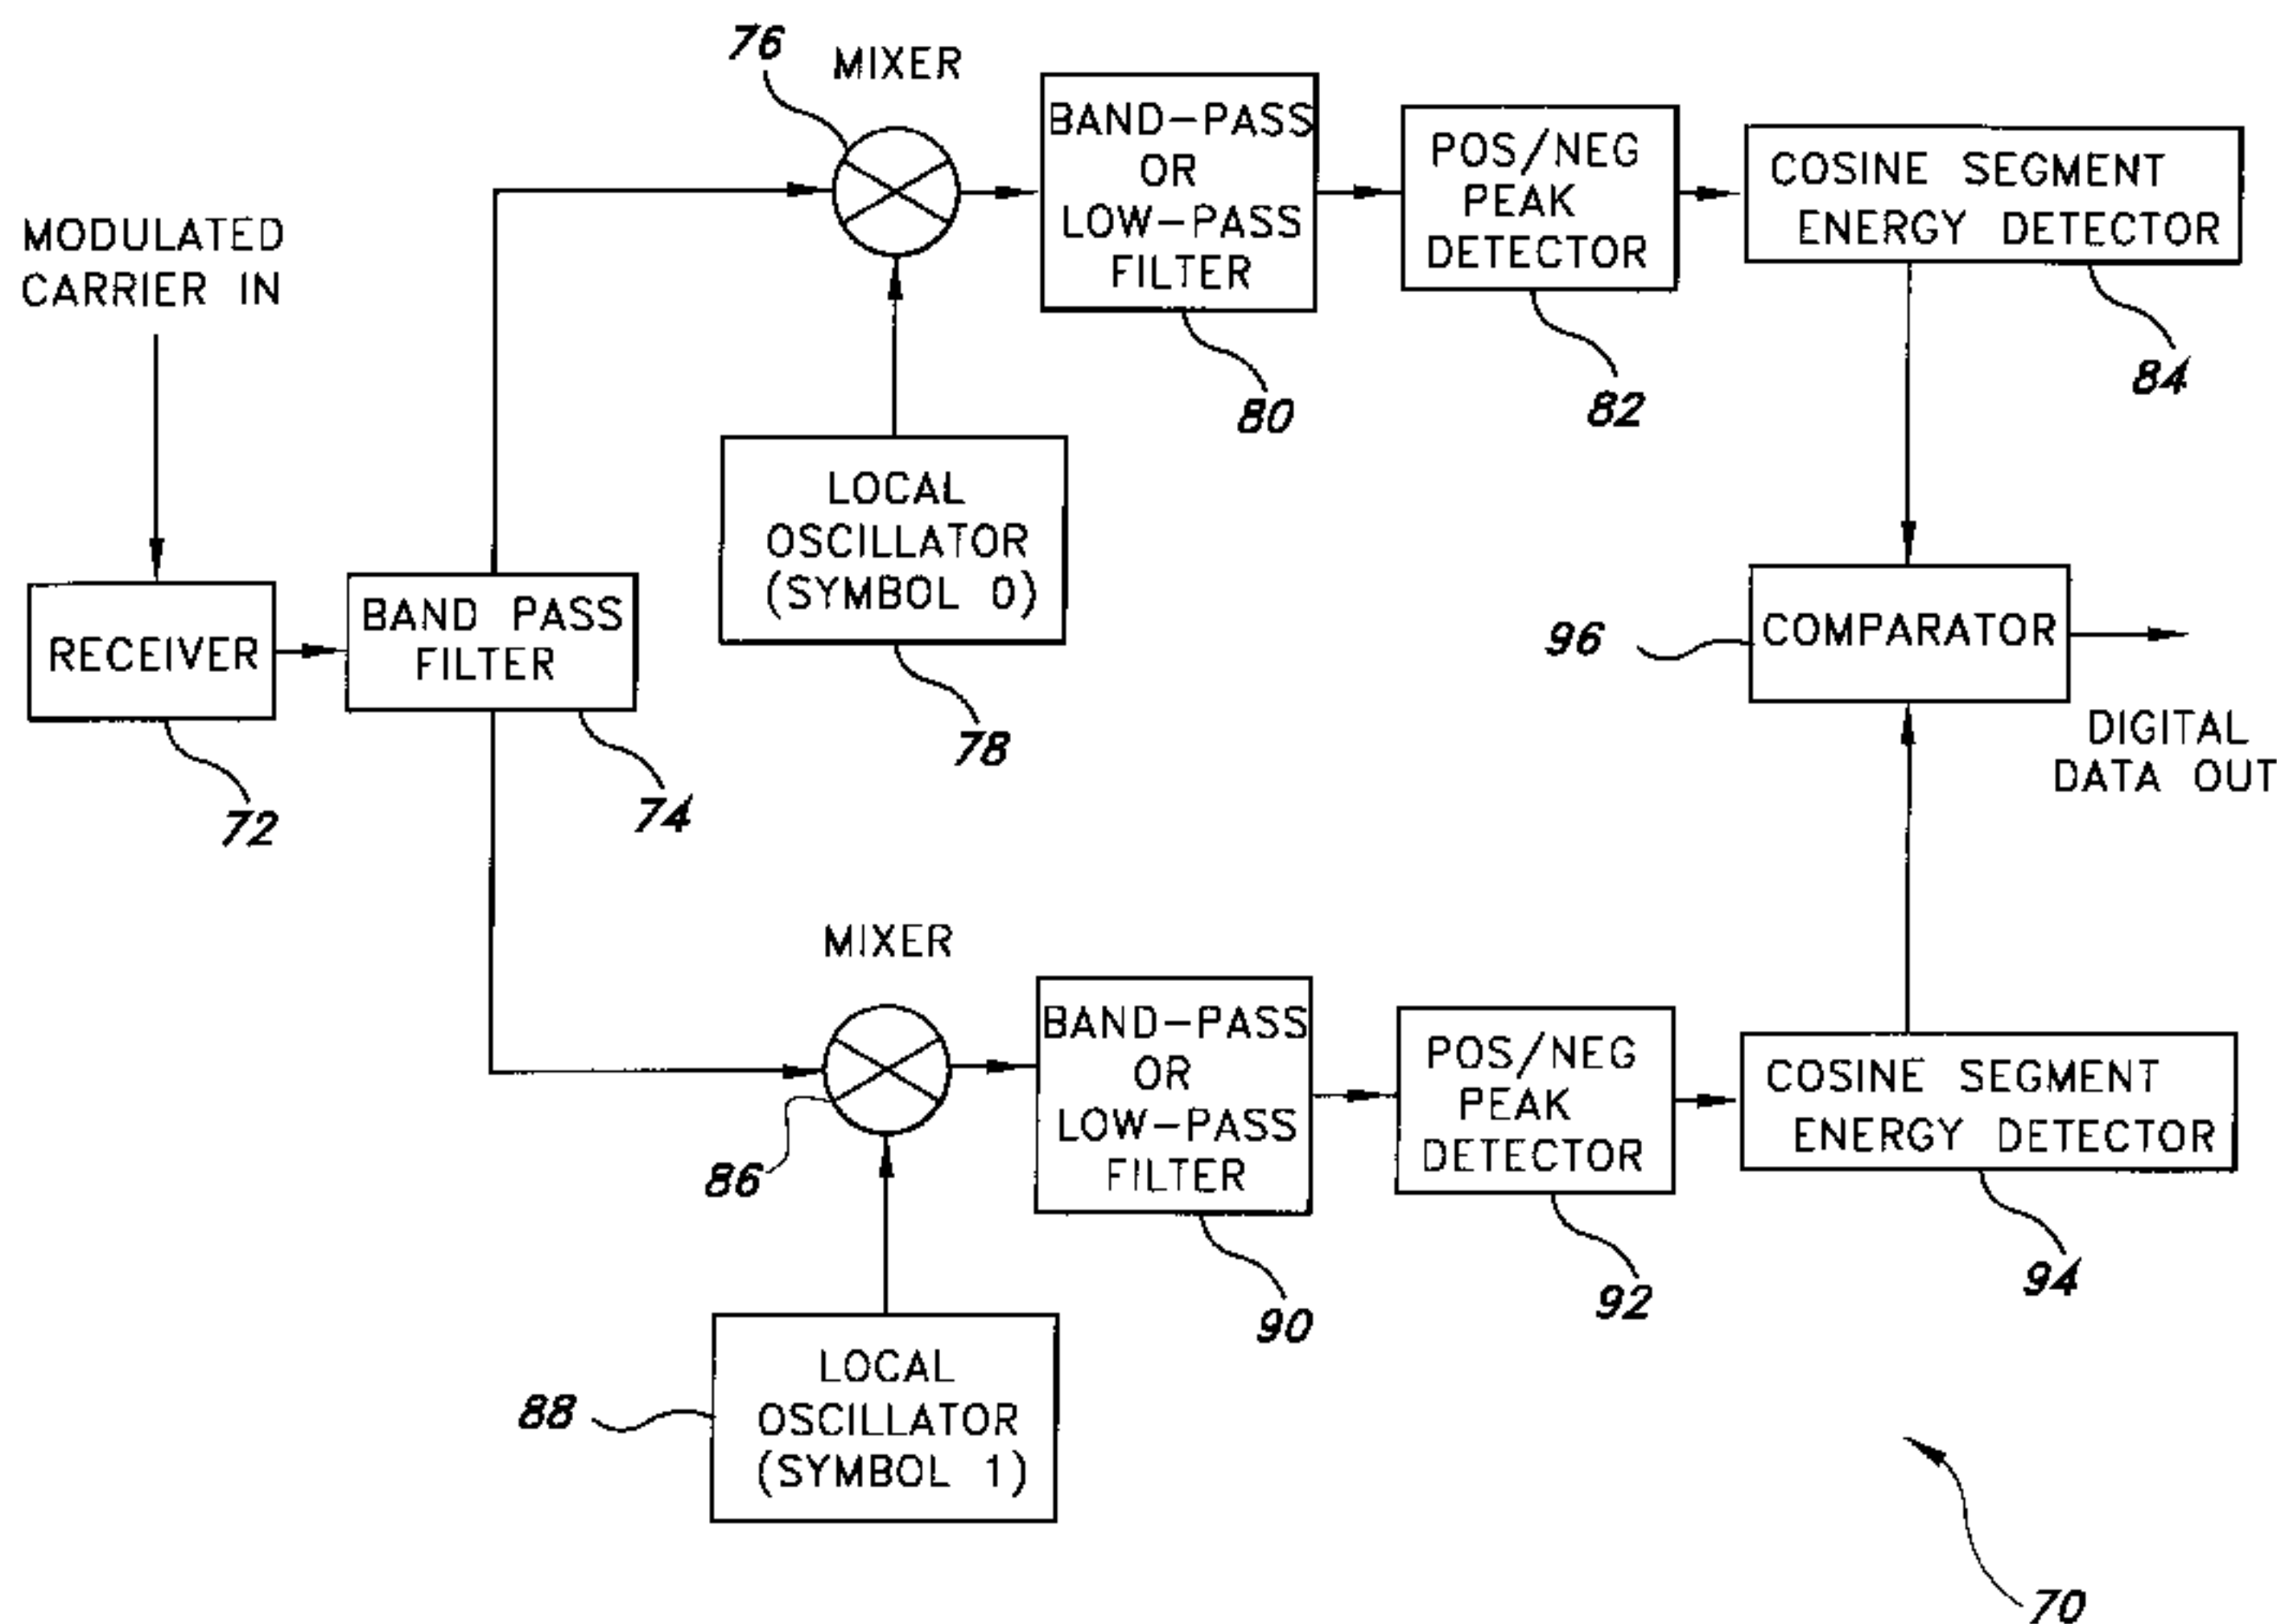 76
MIXER
BAND-PASS
OR
LOW-PASS
FILTER
POS/NEG
PEAK
DETECTOR
COSINE SEGMENT
ENERGY DETECTOR
MODULATED
CARRIER IN
80
82
84
LOCAL
OSCILLATOR
(SYMBOL 0)
RECEIVER
BAND PASS
FILTER
96
COMPARATOR
72
74
78
DIGITAL
DATA OUT
MIXER
BAND-PASS
OR
LOW-PASS
FILTER
POS/NEG
PEAK
DETECTOR
COSINE SEGMENT
ENERGY DETECTOR
86
90
92
94
88
LOCAL
OSCILLATOR
(SYMBOL 1)
70